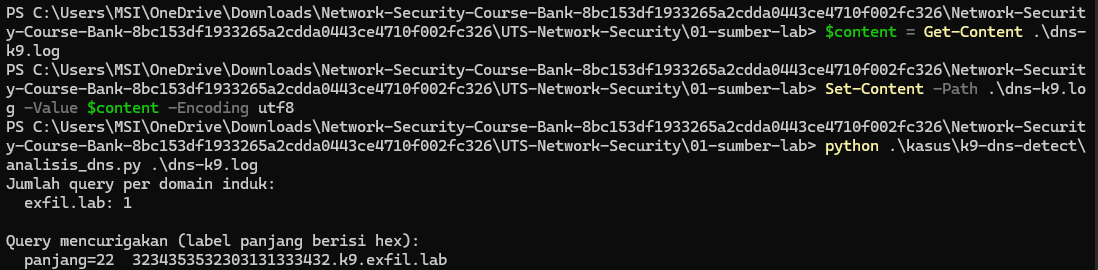 PS C:\Users\MSI\OneDrive\Downloads\Network-Security-Course-Bank-8bc153df1933265a2cdda0443ce4710f002fc326\Network-Securit
y-Course-Bank-8bc153df1933265a2cdda0443ce4710f002fc326\UTS-Network-Security\01-sumber-lab> $content = Get-Content .\dns-
k9.log
PS C:\Users\MSI\OneDrive\Downloads\Network-Security-Course-Bank-8bc153df1933265a2cdda0443ce4710f002fc326\Network-Securit
y-Course-Bank-8bc153df1933265a2cdda0443ce4710f002fc326\UTS-Network-Security\01-sumber-lab> Set-Content -Path .\dns-k9.lo
g -Value $content -Encoding utf8
PS C:\Users\MSI\OneDrive\Downloads\Network-Security-Course-Bank-8bc153df1933265a2cdda0443ce4710f002fc326\Network-Securit
y-Course-Bank-8bc153df1933265a2cdda0443ce4710f002fc326\UTS-Network-Security\01-sumber-lab> python .\kasus\k9-dns-detect\
analisis_dns.py .\dns-k9.log
Jumlah query per domain induk:
  exfil.lab: 1

Query mencurigakan (label panjang berisi hex):
  panjang=22  3234353532303131333432.k9.exfil.lab